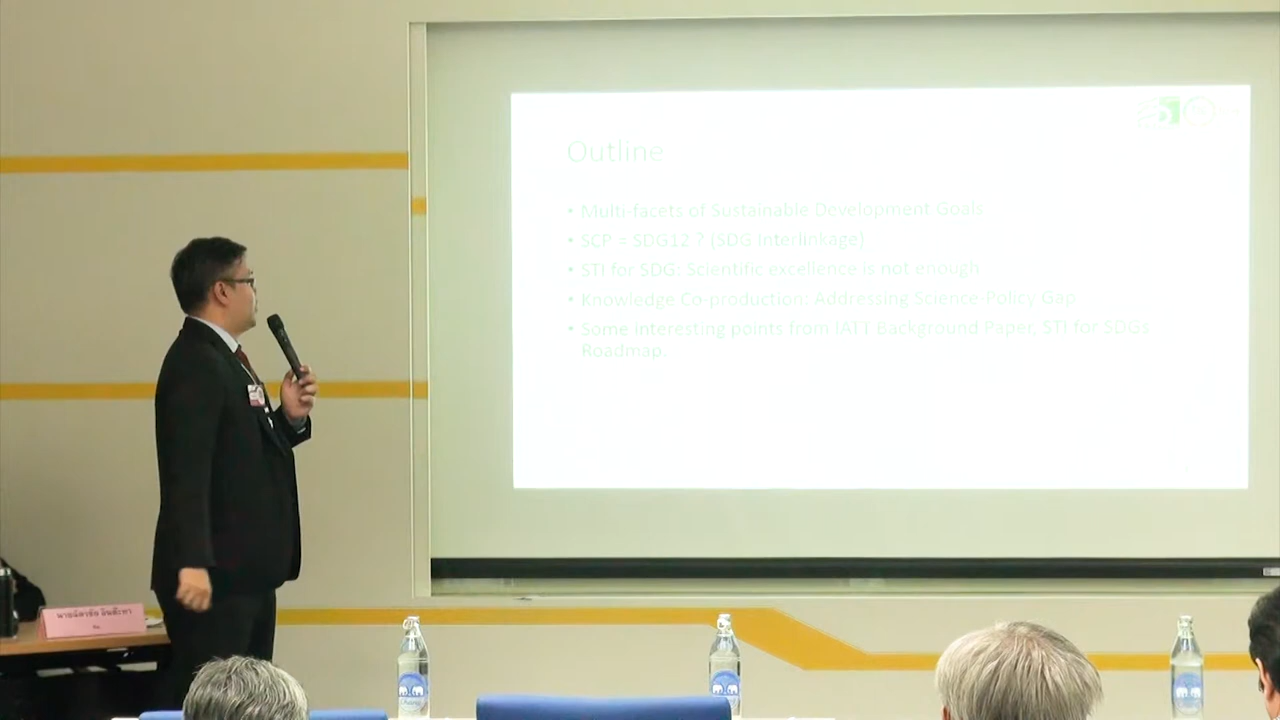 Outline
• Multi-facets of Sustainable Development Goals
• SCP = SDG12 ? (SDG Interlinkage)
• STI for SDG: Scientific excellence is not enough
• Knowledge Co-production: Addressing Science-Policy Gap
• Some interesting points from IATT Background Paper, STI for SDGs
Roadmap.